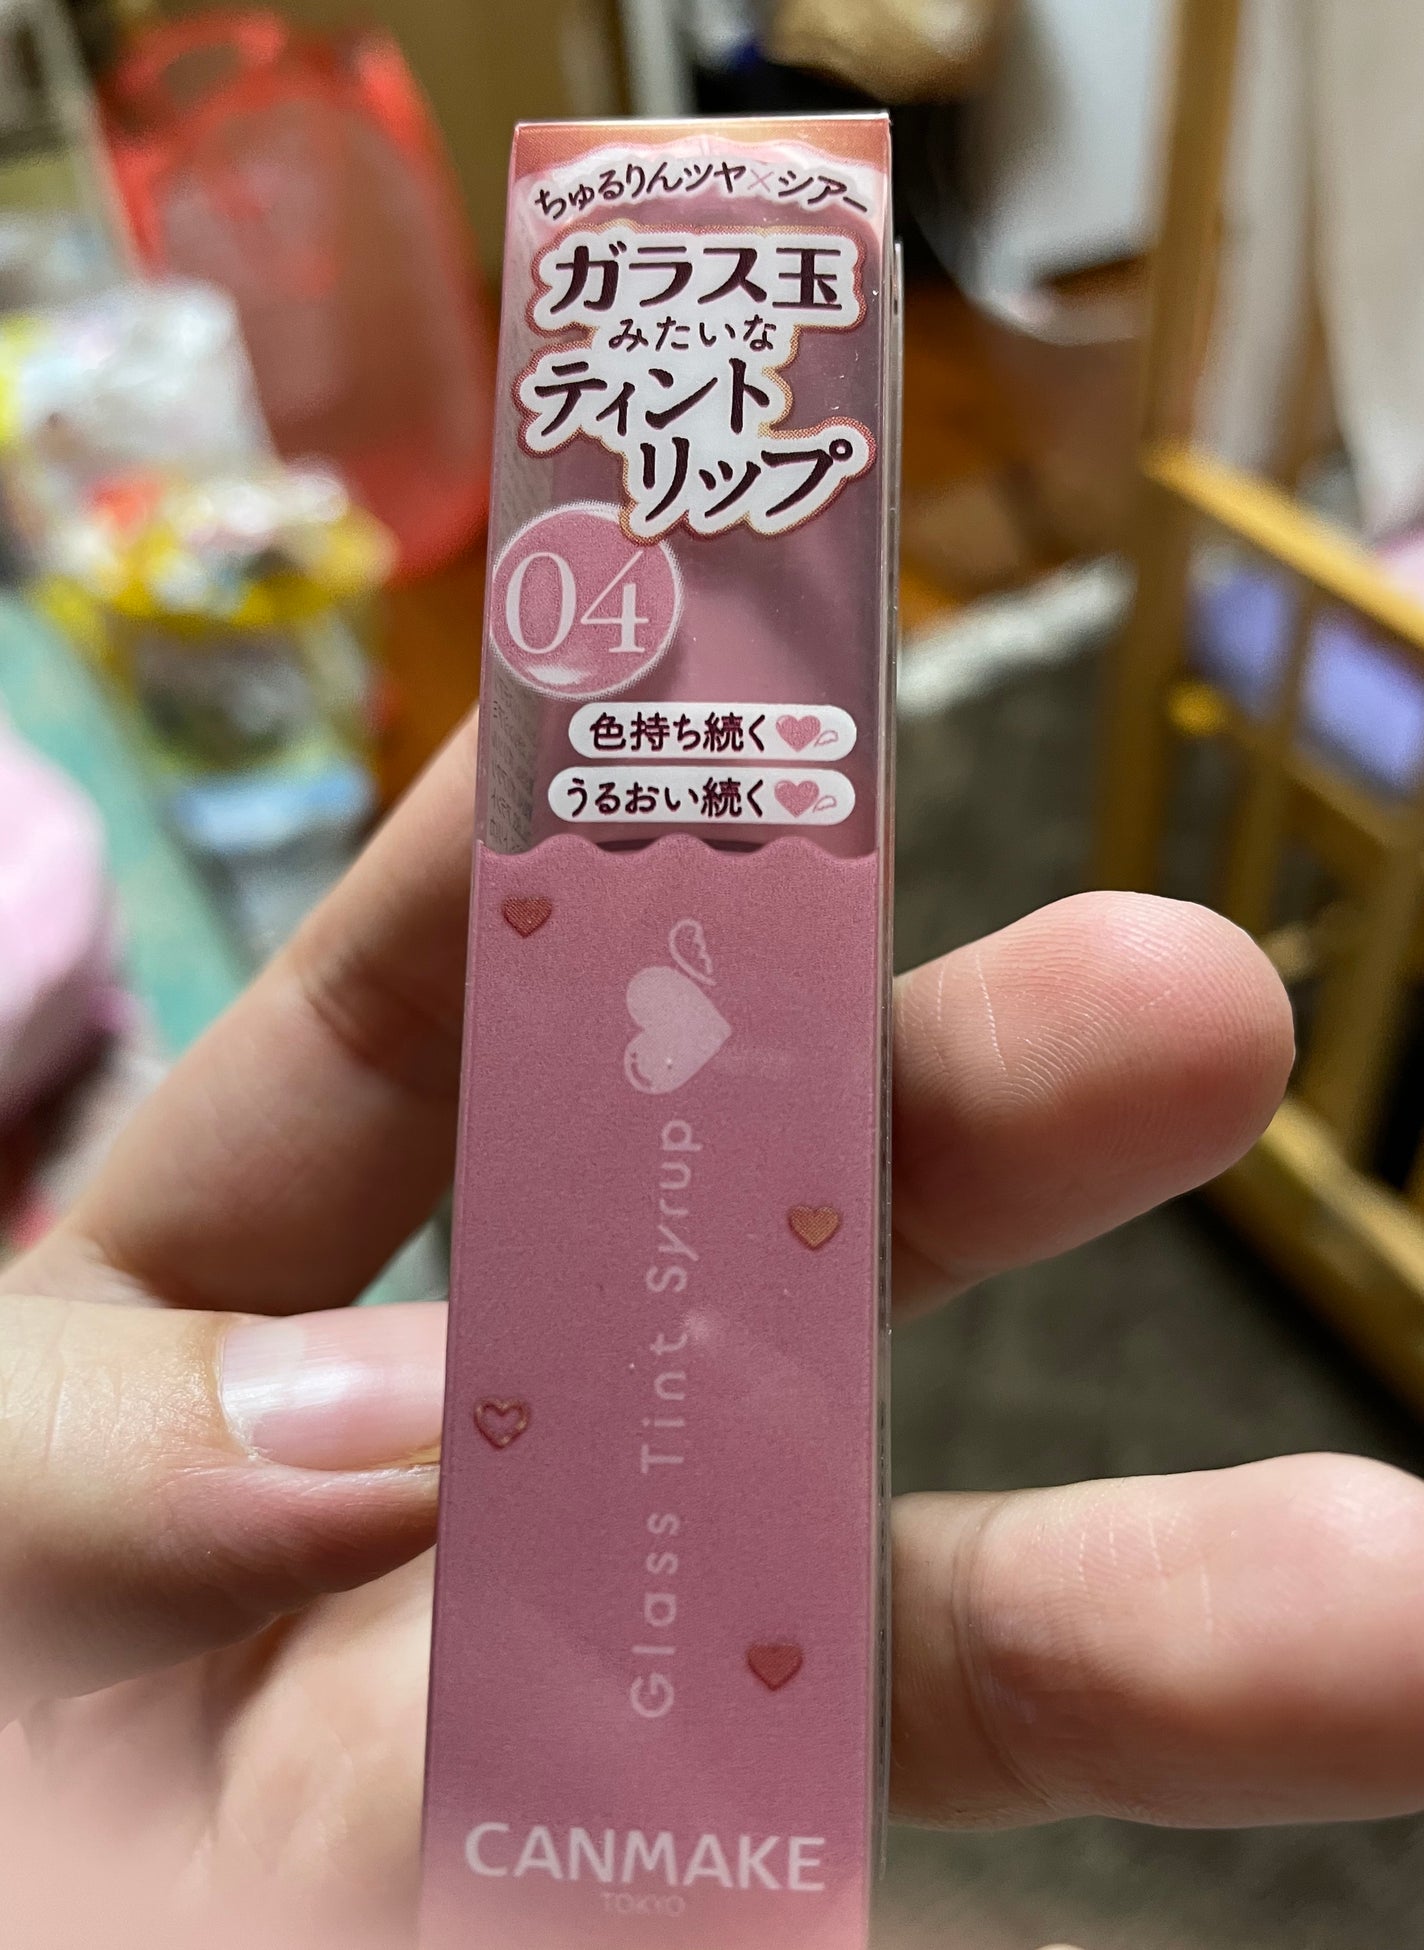 ちゅるりんツヤ×シアー
ガラス玉
みたいな
ティント
リップ
04
色持ち続く
うるおい続く
Glass Tint Syrup
CANMAKE
TOKYO